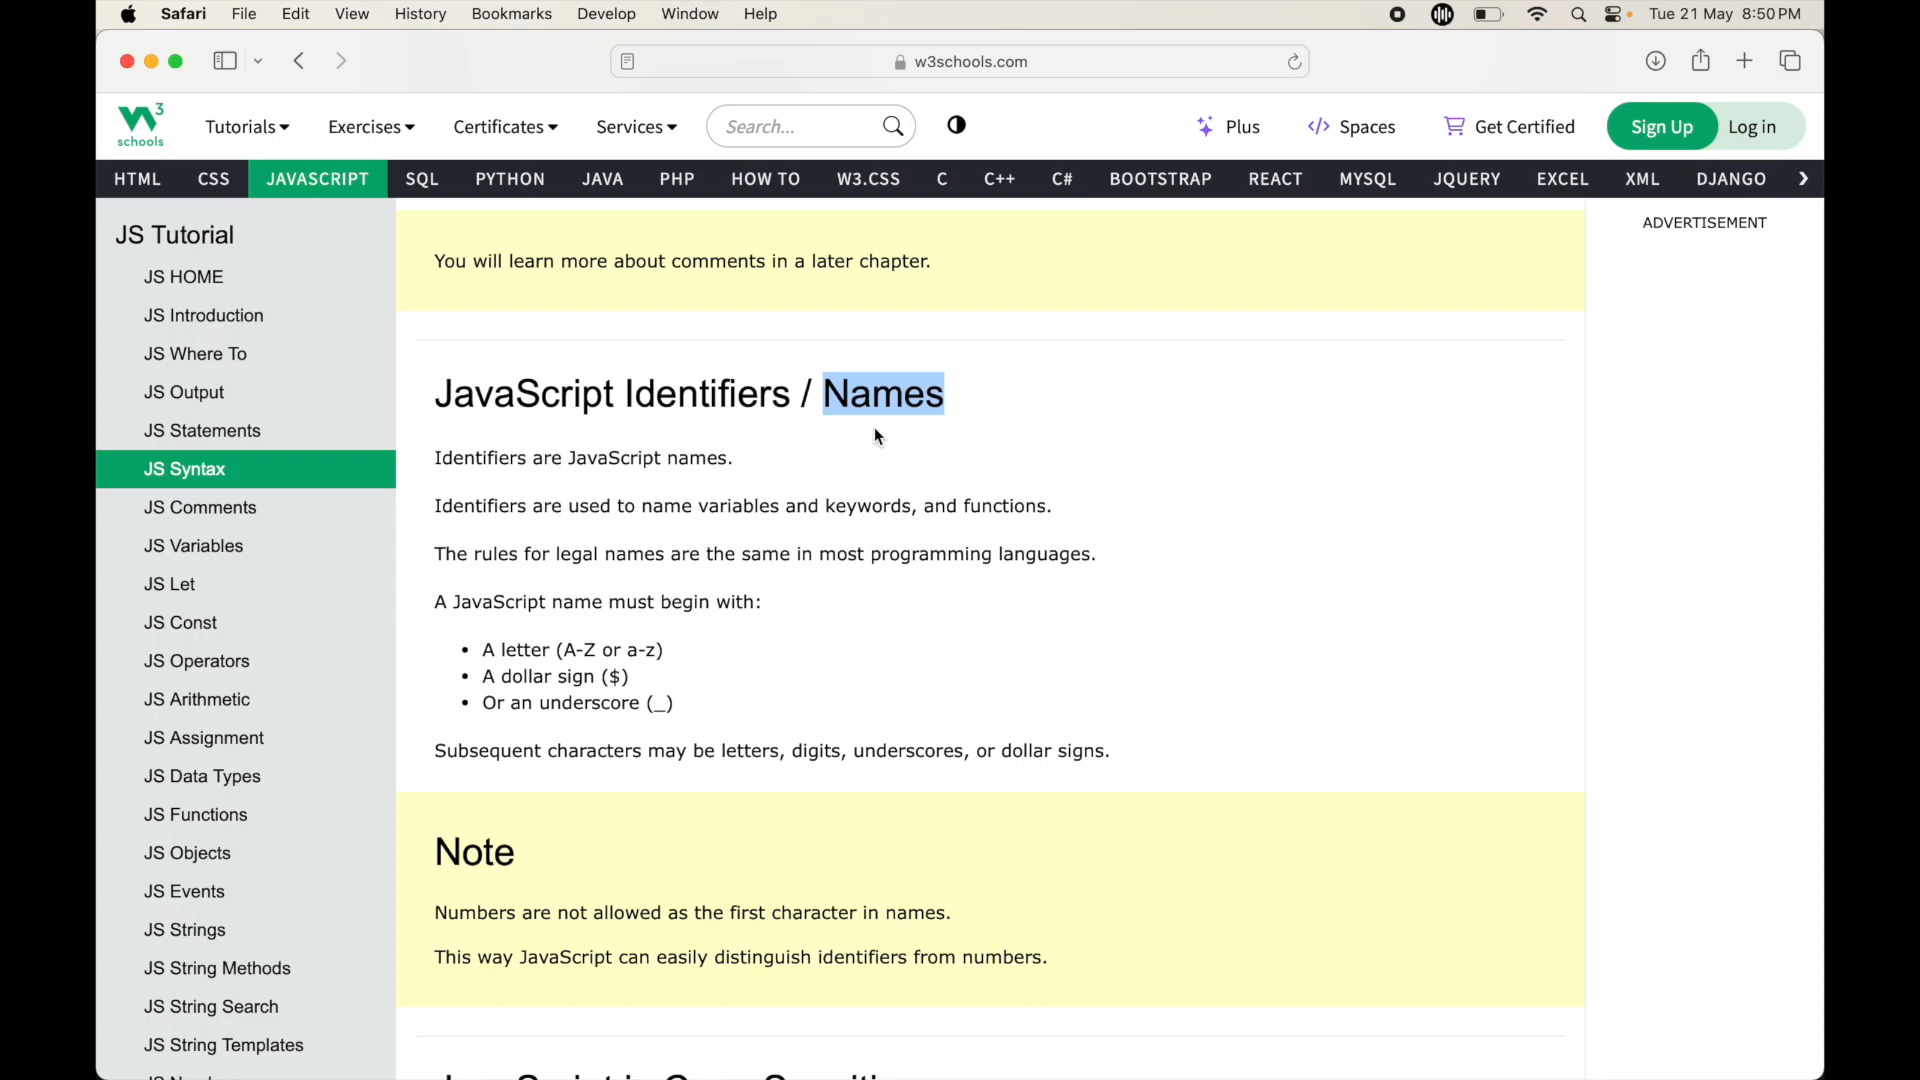 Safari File Edit View History Bookmarks Develop Window Help Tue 21 May 8:50 PM
w3schools.com
W3 schools Tutorials Exercises Certificates Services Search... Plus Spaces Get Certified Sign Up Log in
HTML CSS JAVASCRIPT SQL PYTHON JAVA PHP HOW TO W3.CSS C C++ C# BOOTSTRAP REACT MYSQL JQUERY EXCEL XML DJANGO
JS Tutorial
JS HOME
JS Introduction
JS Where To
JS Output
JS Statements
JS Syntax
JS Comments
JS Variables
JS Let
JS Const
JS Operators
JS Arithmetic
JS Assignment
JS Data Types
JS Functions
JS Objects
JS Events
JS Strings
JS String Methods
JS String Search
JS String Templates
You will learn more about comments in a later chapter.
JavaScript Identifiers / Names
Identifiers are JavaScript names.
Identifiers are used to name variables and keywords, and functions.
The rules for legal names are the same in most programming languages.
A JavaScript name must begin with:
• A letter (A-Z or a-z)
• A dollar sign ($)
• Or an underscore (_)
Subsequent characters may be letters, digits, underscores, or dollar signs.
Note
Numbers are not allowed as the first character in names.
This way JavaScript can easily distinguish identifiers from numbers.
ADVERTISEMENT